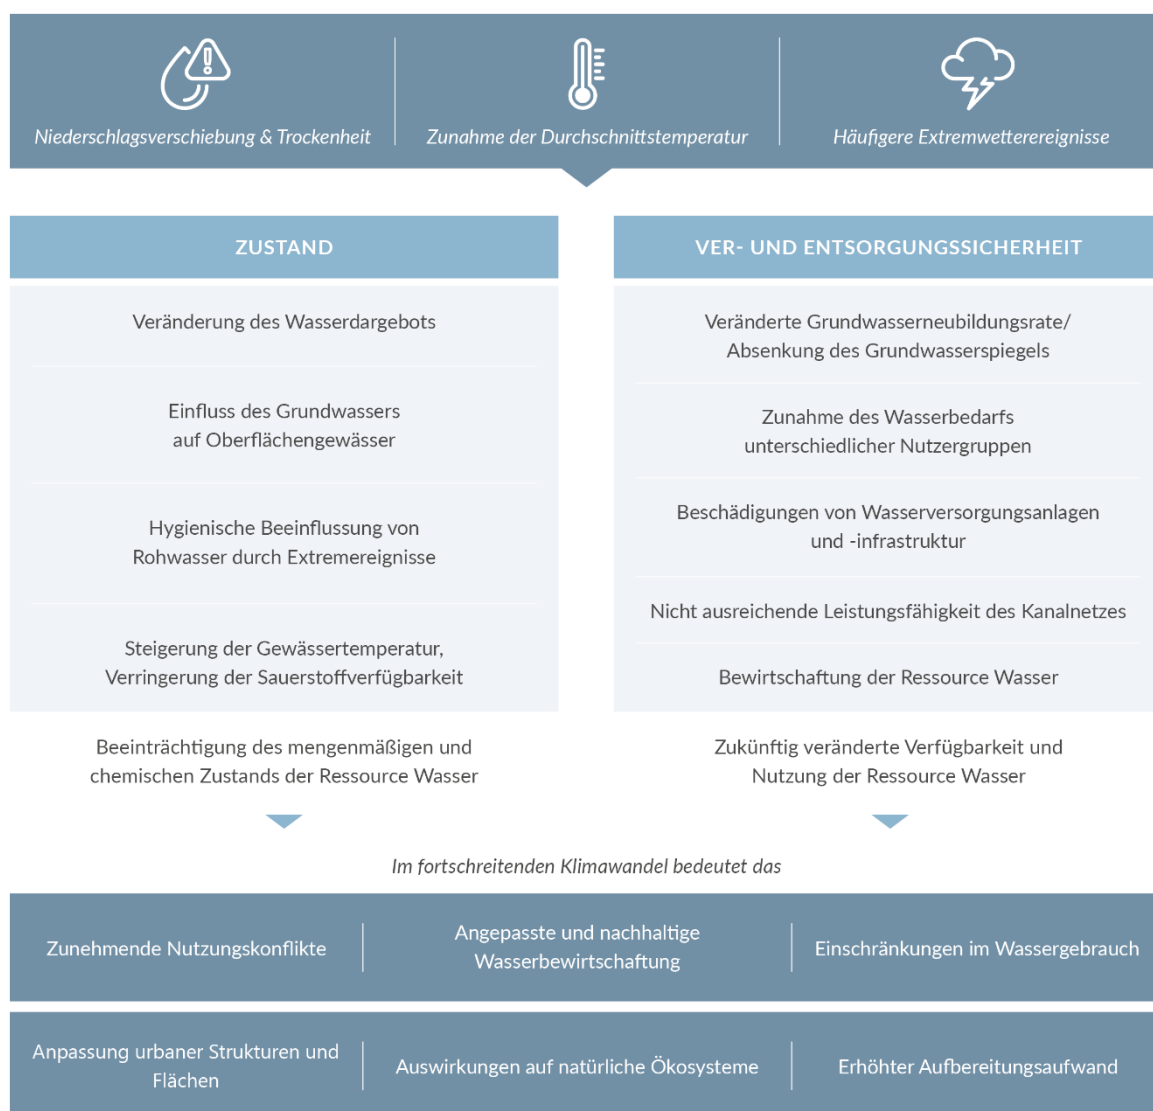 Niederschlagsverschiebung & Trockenheit
Zunahme der Durchschnittstemperatur
Häufigere Extremwetterereignisse
ZUSTAND
Veränderung des Wasserdargebots
Einfluss des Grundwassers
auf Oberflächengewässer
Hygienische Beeinflussung von
Rohwasser durch Extremereignisse
Steigerung der Gewässertemperatur,
Verringerung der Sauerstoffverfügbarkeit
Beeinträchtigung des mengenmäßigen und
chemischen Zustands der Ressource Wasser
VER- UND ENTSORGUNGSSICHERHEIT
Veränderte Grundwasserneubildungsrate/
Absenkung des Grundwasserspiegels
Zunahme des Wasserbedarfs
unterschiedlicher Nutzergruppen
Beschädigungen von Wasserversorgungsanlagen
und -infrastruktur
Nicht ausreichende Leistungsfähigkeit des Kanalnetzes
Bewirtschaftung der Ressource Wasser
Zukünftig veränderte Verfügbarkeit und
Nutzung der Ressource Wasser
Im fortschreitenden Klimawandel bedeutet das
Zunehmende Nutzungskonflikte
Angepasste und nachhaltige
Wasserbewirtschaftung
Einschränkungen im Wassergebrauch
Anpassung urbaner Strukturen und
Flächen
Auswirkungen auf natürliche Ökosysteme
Erhöhter Aufbereitungsaufwand